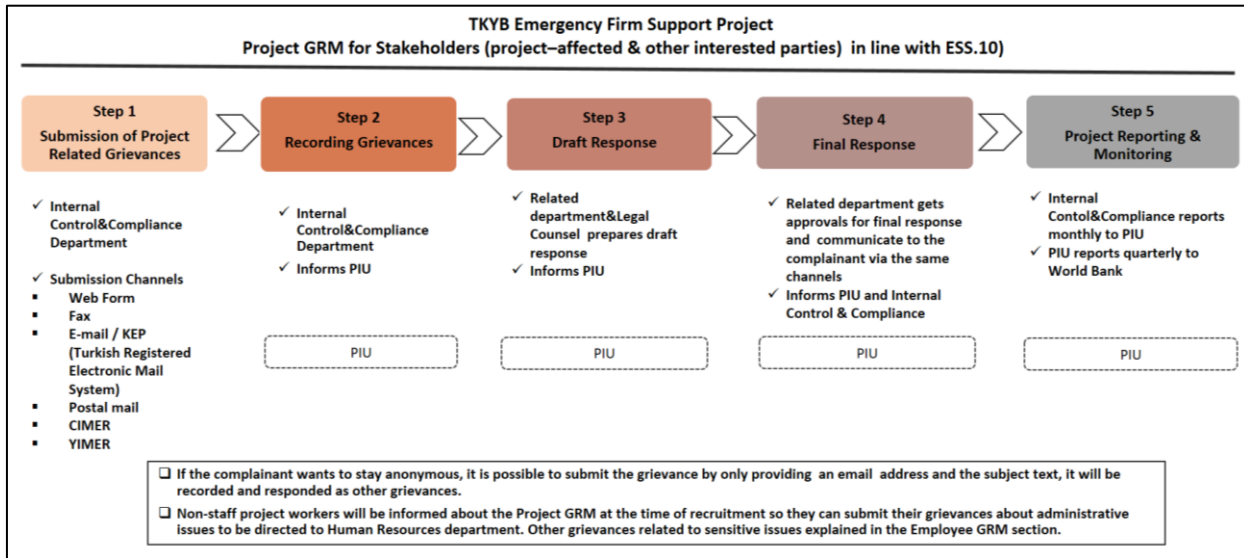 TKYB Emergency Firm Support Project
Project GRM for Stakeholders (project–affected & other interested parties) in line with ESS.10)
Step 1
Submission of Project
Related Grievances
Step 2
Recording Grievances
Step 3
Draft Response
Step 4
Final Response
Step 5
Project Reporting &
Monitoring
✓ Internal
Control&Compliance
Department
✓ Submission Channels
▪ Web Form
▪ Fax
▪ E-mail / KEP
(Turkish Registered
Electronic Mail
System)
▪ Postal mail
▪ CIMER
▪ YIMER
✓ Internal
Control&Compliance
Department
✓ Informs PIU
PIU
✓ Related
department&Legal
Counsel prepares draft
response
✓ Informs PIU
PIU
✓ Related department gets
approvals for final response
and communicate to the
complainant via the same
channels
✓ Informs PIU and Internal
Control & Compliance
PIU
✓ Internal
Contol&Compliance reports
monthly to PIU
✓ PIU reports quarterly to
World Bank
PIU
❑ If the complainant wants to stay anonymous, it is possible to submit the grievance by only providing an email address and the subject text, it will be
recorded and responded as other grievances.
❑ Non-staff project workers will be informed about the Project GRM at the time of recruitment so they can submit their grievances about administrative
issues to be directed to Human Resources department. Other grievances related to sensitive issues explained in the Employee GRM section.